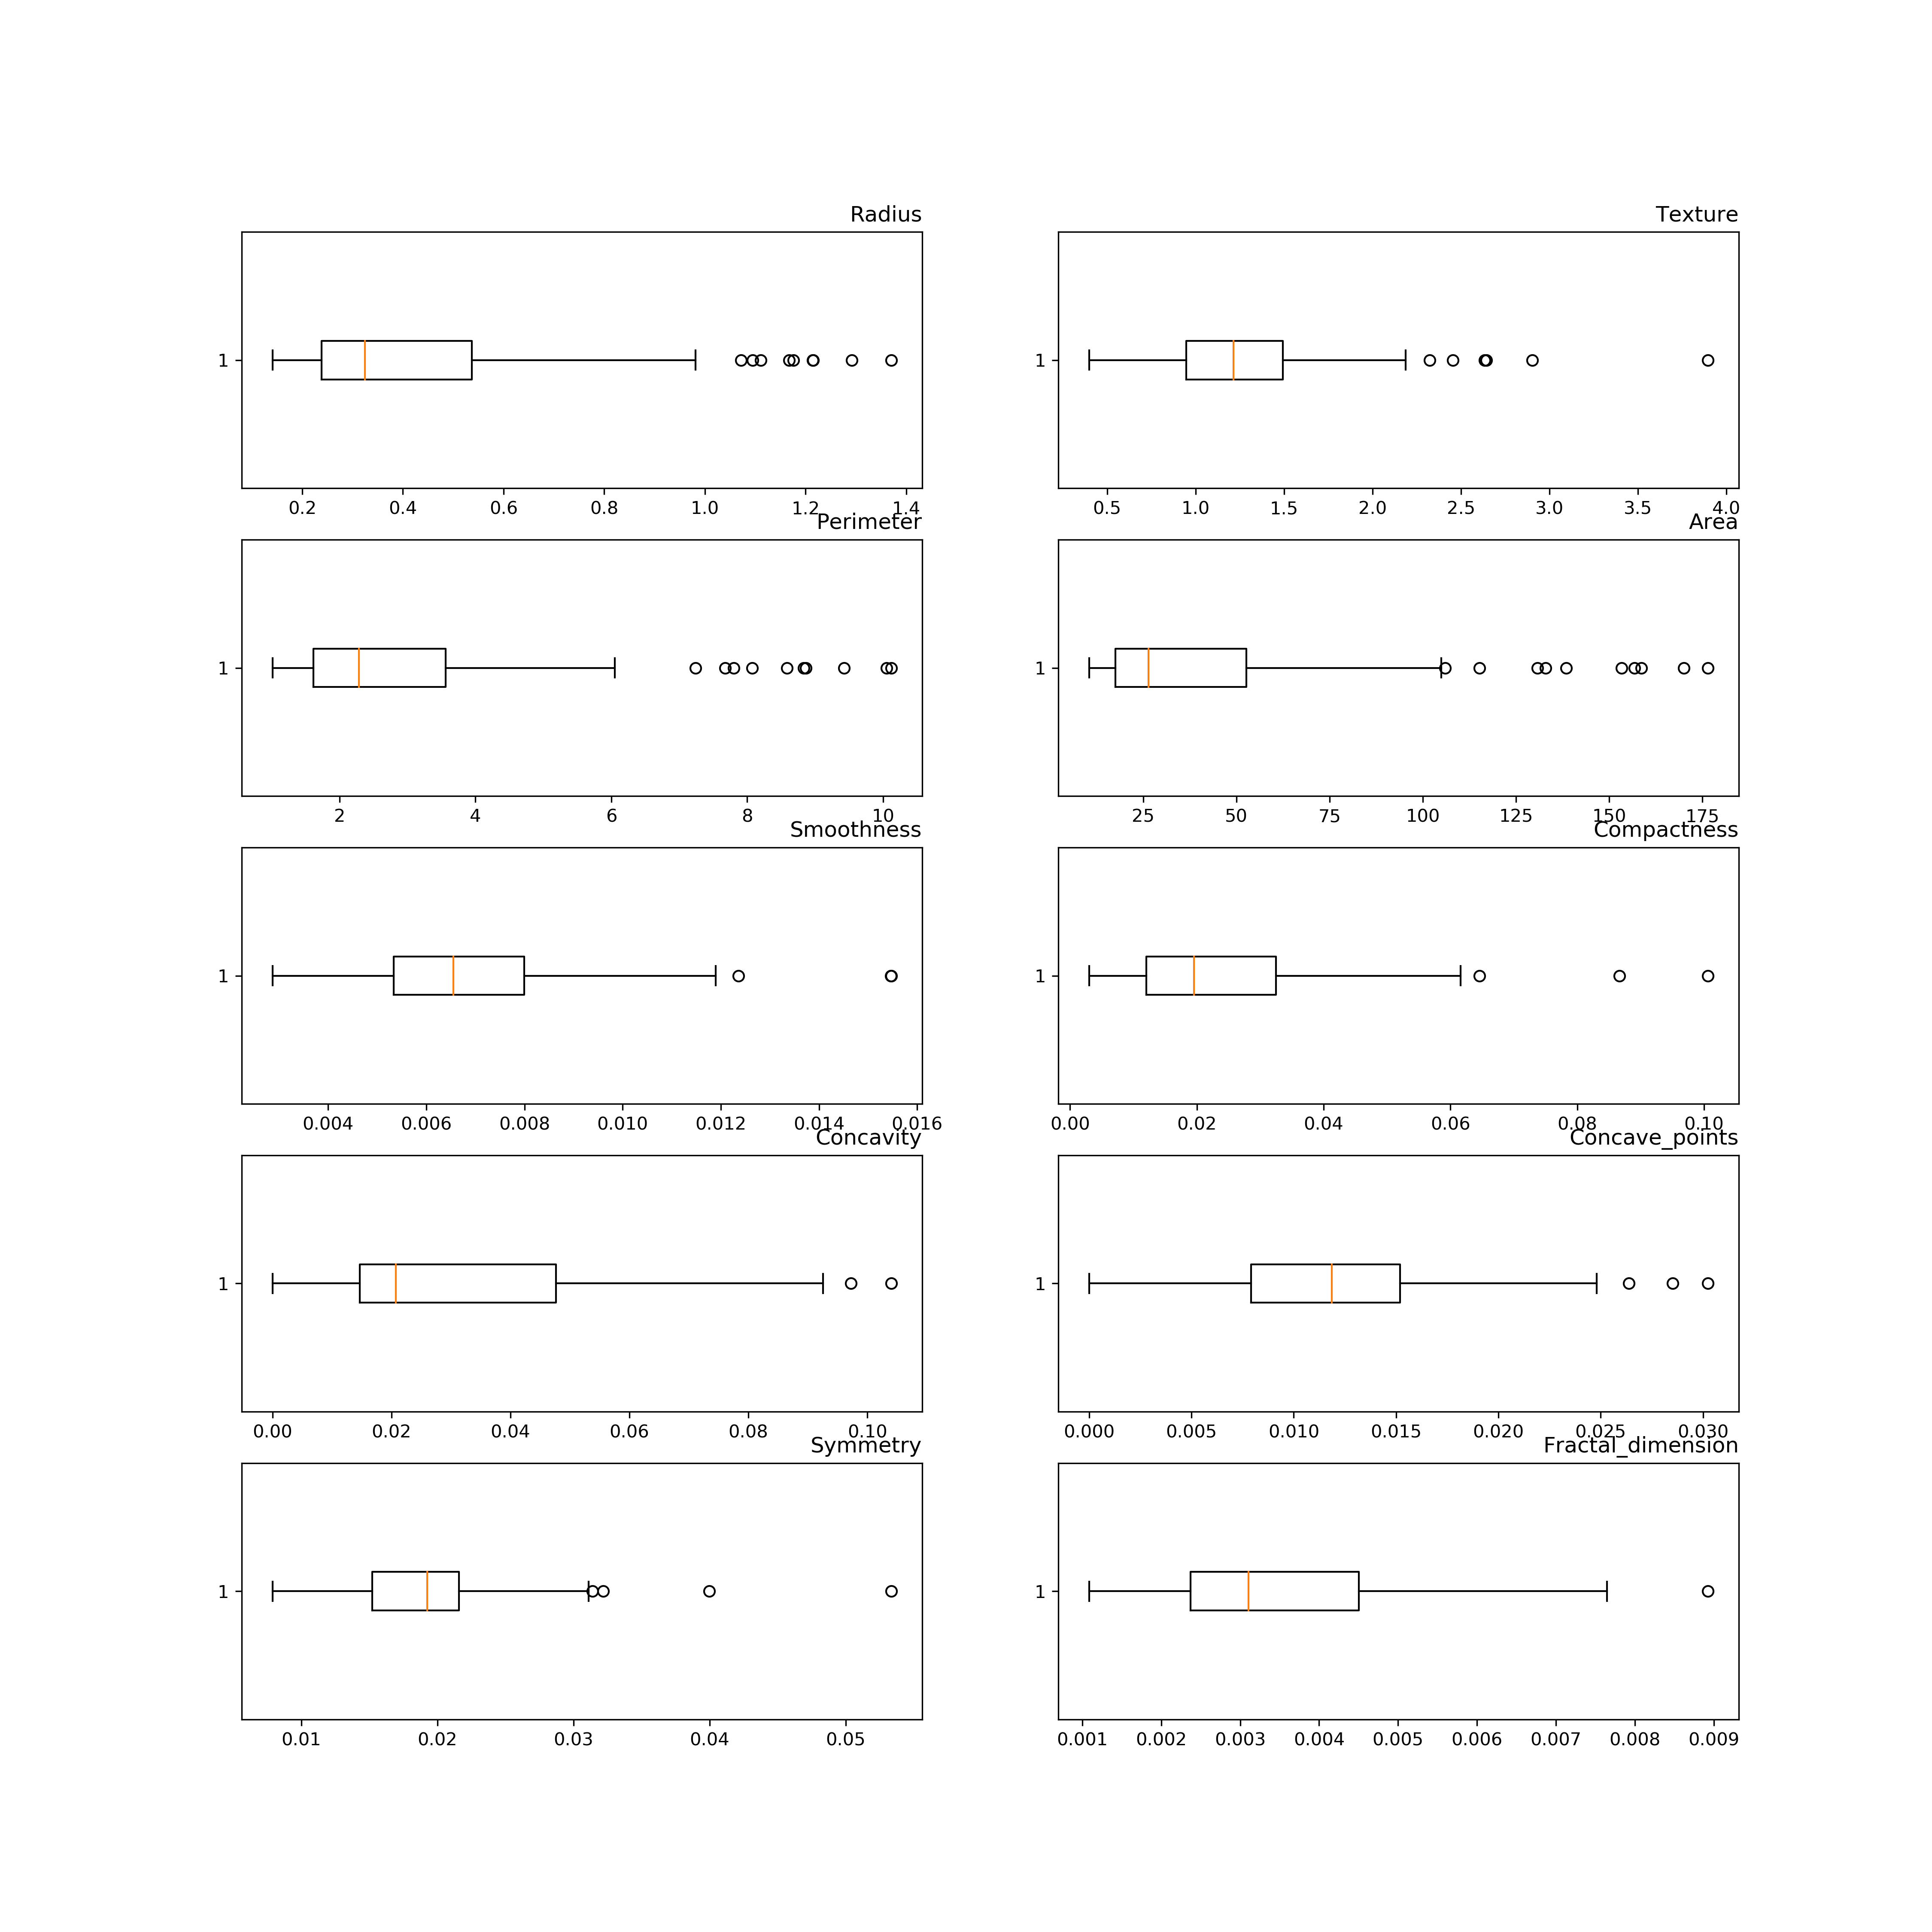 Radius
1
0.2 0.4 0.6 0.8 1.0 1.2 1.4
Texture
1
0.5 1.0 1.5 2.0 2.5 3.0 3.5 4.0
Perimeter
1
2 4 6 8 10
Area
1
25 50 75 100 125 150 175
Smoothness
1
0.004 0.006 0.008 0.010 0.012 0.014 0.016
Compactness
1
0.00 0.02 0.04 0.06 0.08 0.10
Concavity
1
0.00 0.02 0.04 0.06 0.08 0.10
Concave_points
1
0.000 0.005 0.010 0.015 0.020 0.025 0.030
Symmetry
1
0.01 0.02 0.03 0.04 0.05
Fractal_dimension
1
0.001 0.002 0.003 0.004 0.005 0.006 0.007 0.008 0.009